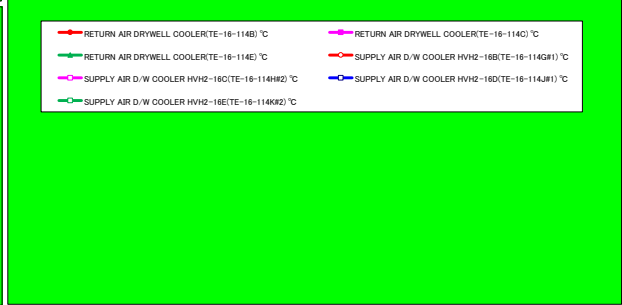 RETURN AIR DRYWELL COOLER(TE-16-114B) ℃
RETURN AIR DRYWELL COOLER(TE-16-114C) ℃
RETURN AIR DRYWELL COOLER(TE-16-114E) ℃
SUPPLY AIR D/W COOLER HVH2-16B(TE-16-114G#1) ℃
SUPPLY AIR D/W COOLER HVH2-16C(TE-16-114H#2) ℃
SUPPLY AIR D/W COOLER HVH2-16D(TE-16-114J#1) ℃
SUPPLY AIR D/W COOLER HVH2-16E(TE-16-114K#2) ℃